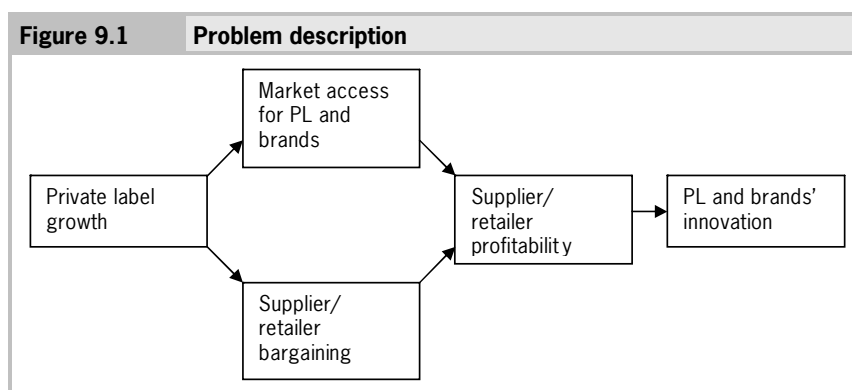 Figure 9.1 Problem description
Market access
for PL and
brands
Private label
growth
Supplier/
retailer
profitability
PL and brands'
innovation
Supplier/
retailer
bargaining